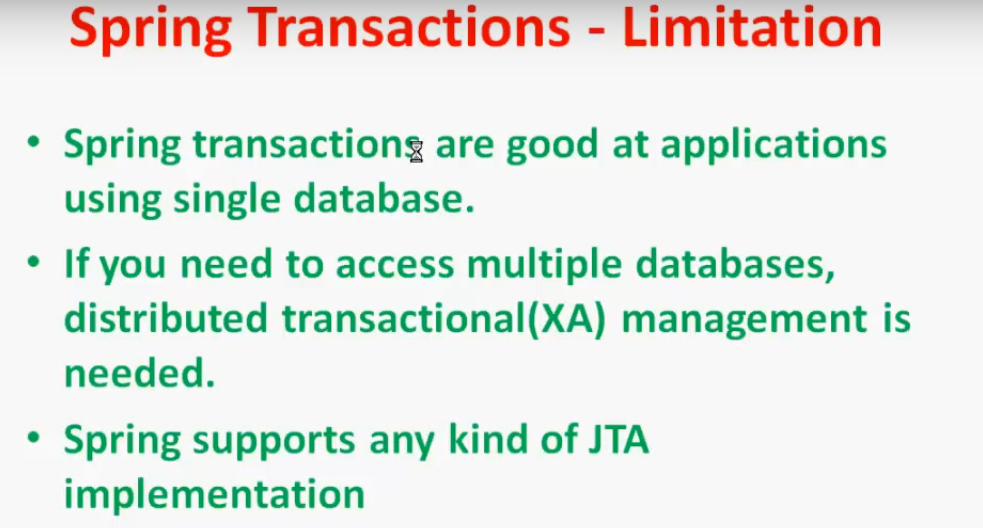 Spring Transactions - Limitation
• Spring transactions are good at applications
using single database.
• If you need to access multiple databases,
distributed transactional(XA) management is
needed.
• Spring supports any kind of JTA
implementation